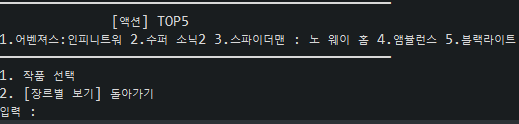 [액션] TOP5
1.어벤져스:인피니트워 2.수퍼 소닉2 3.스파이더맨 : 노 웨이 홈 4.앰뷸런스 5.블랙라이트
1. 작품 선택
2. [장르별 보기] 돌아가기
입력 :